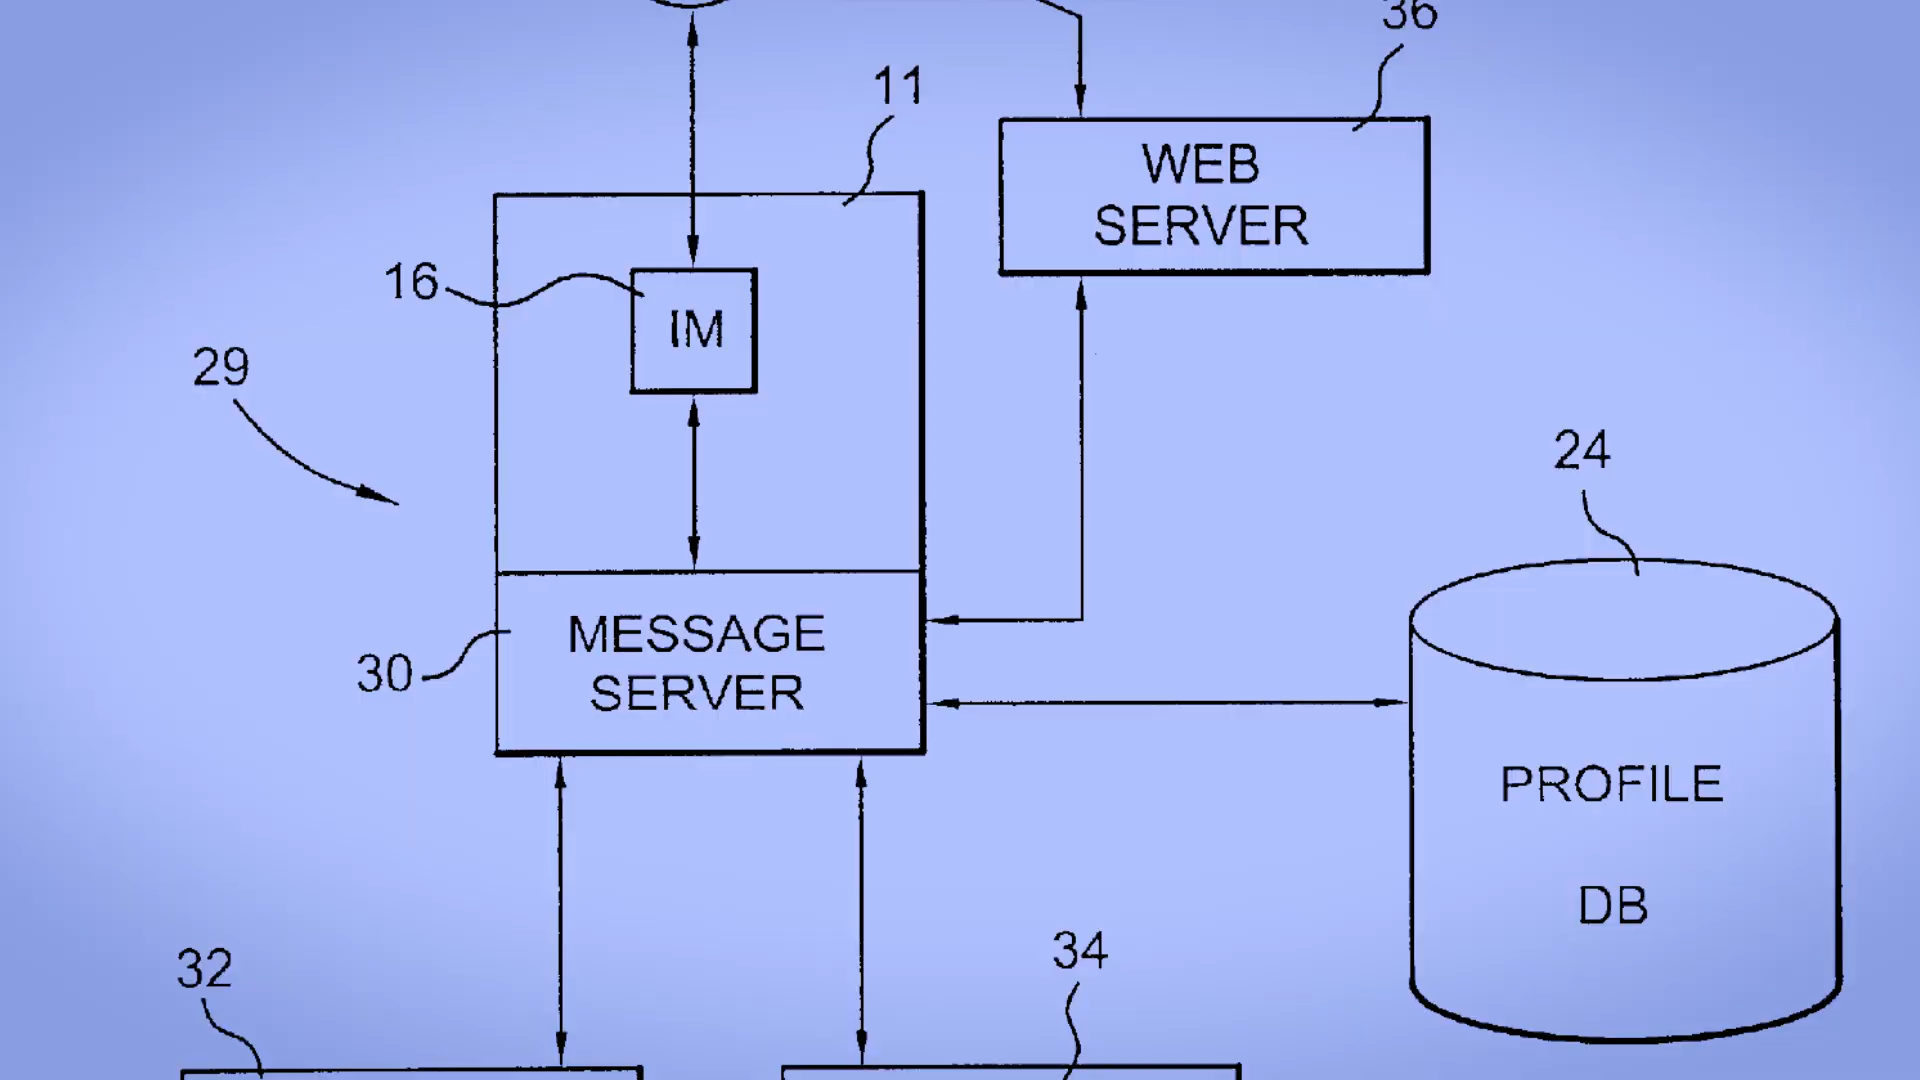 36
11
WEB
SERVER
16
IM
29
24
30
MESSAGE
SERVER
PROFILE
DB
32
34